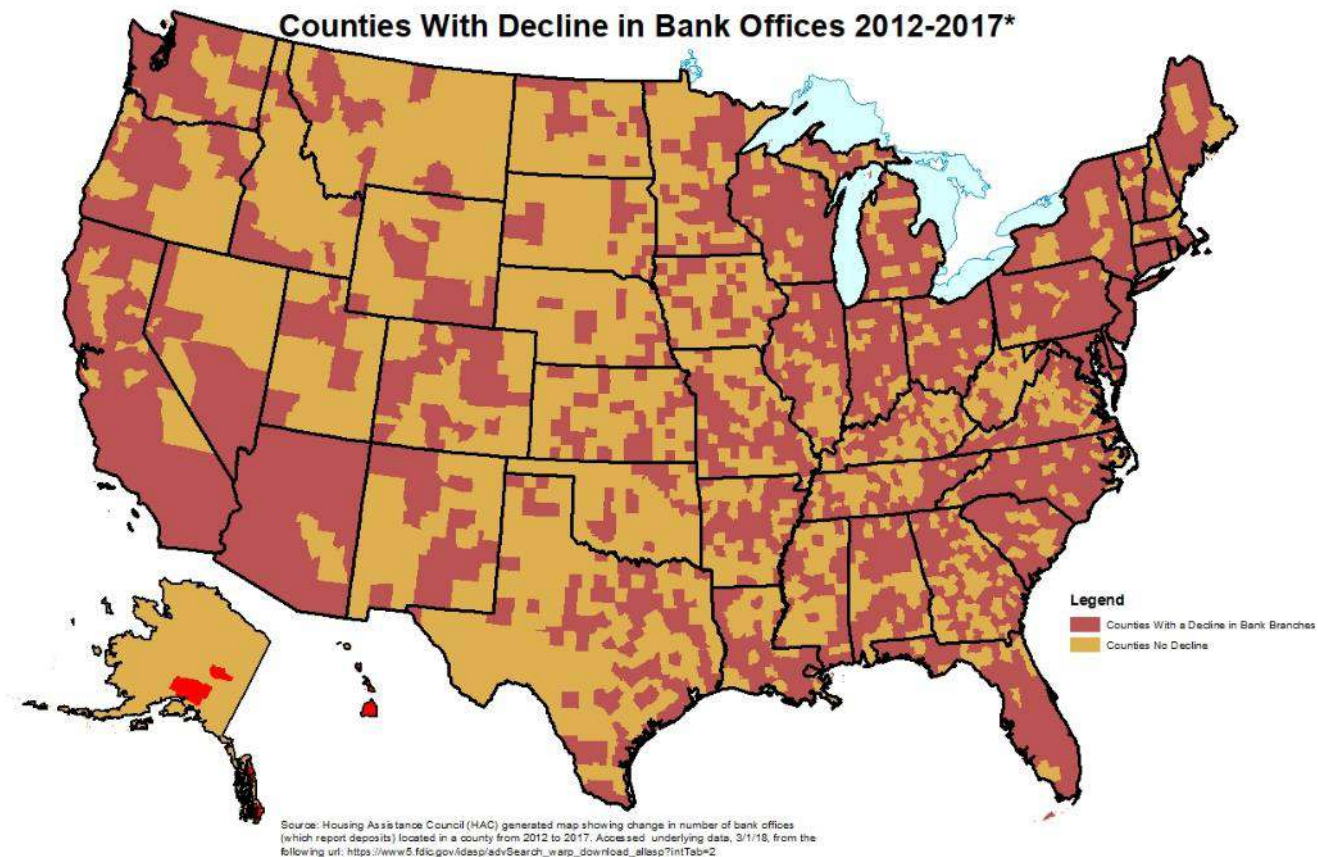 Counties With Decline in Bank Offices 2012-2017*
Legend
Counties With a Decline in Bank Branches
Counties No Decline
Source: Housing Assistance Council (HAC) generated map showing change in number of bank offices
(which report deposits) located in a county from 2012 to 2017. Accessed underlying data, 3/1/18, from the
following url: https://www5.fdic.gov/idasp/advSearch_warp_download_all.asp?intTab=2